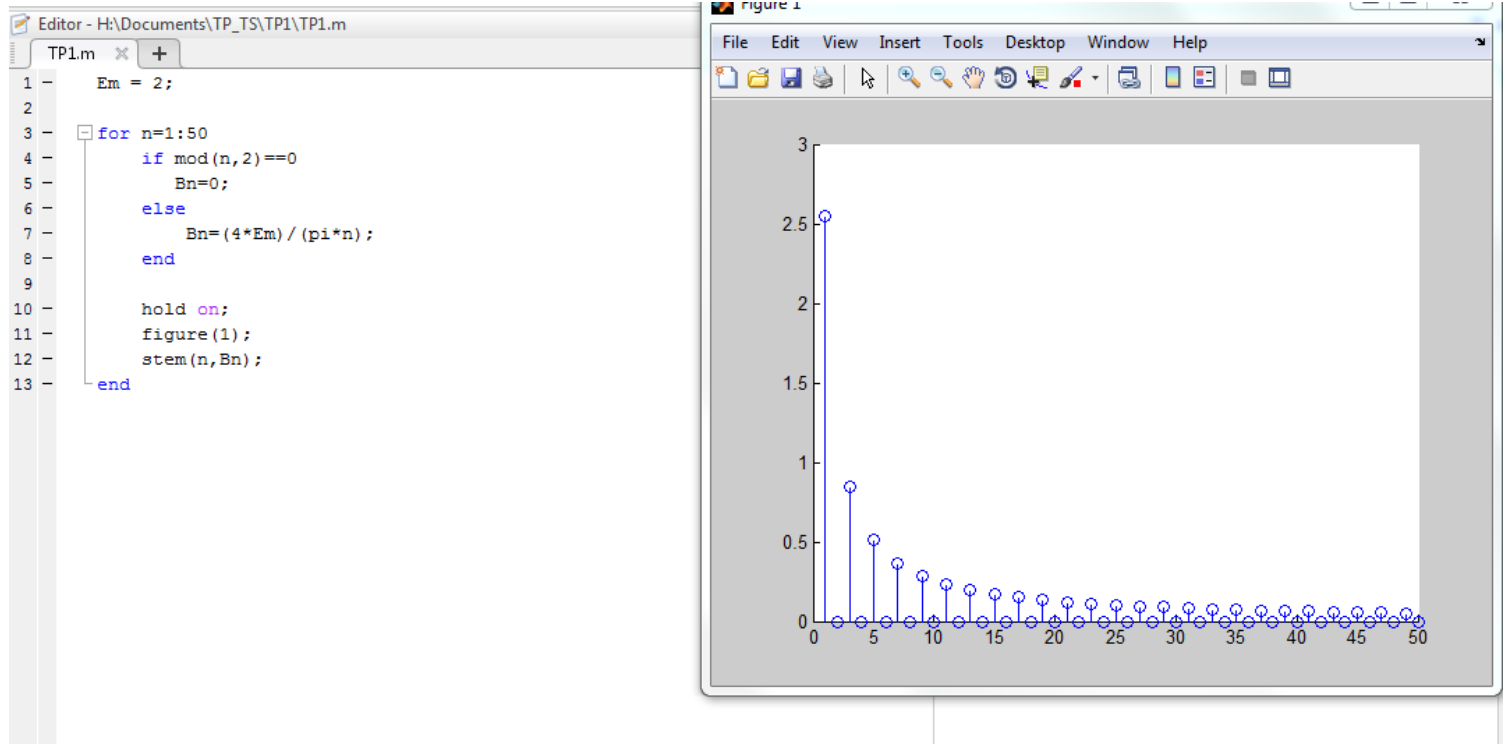 Editor - H:\Documents\TP_TS\TP1\TP1.m
TP1.m
1 - Em = 2;
2
3 - for n=1:50
4 - if mod(n,2)==0
5 - Bn=0;
6 - else
7 - Bn=(4*Em)/(pi*n);
8 - end
9
10 - hold on;
11 - figure(1);
12 - stem(n,Bn);
13 - end
Figure 1
File Edit View Insert Tools Desktop Window Help
3
2.5
2
1.5
1
0.5
0
0 5 10 15 20 25 30 35 40 45 50